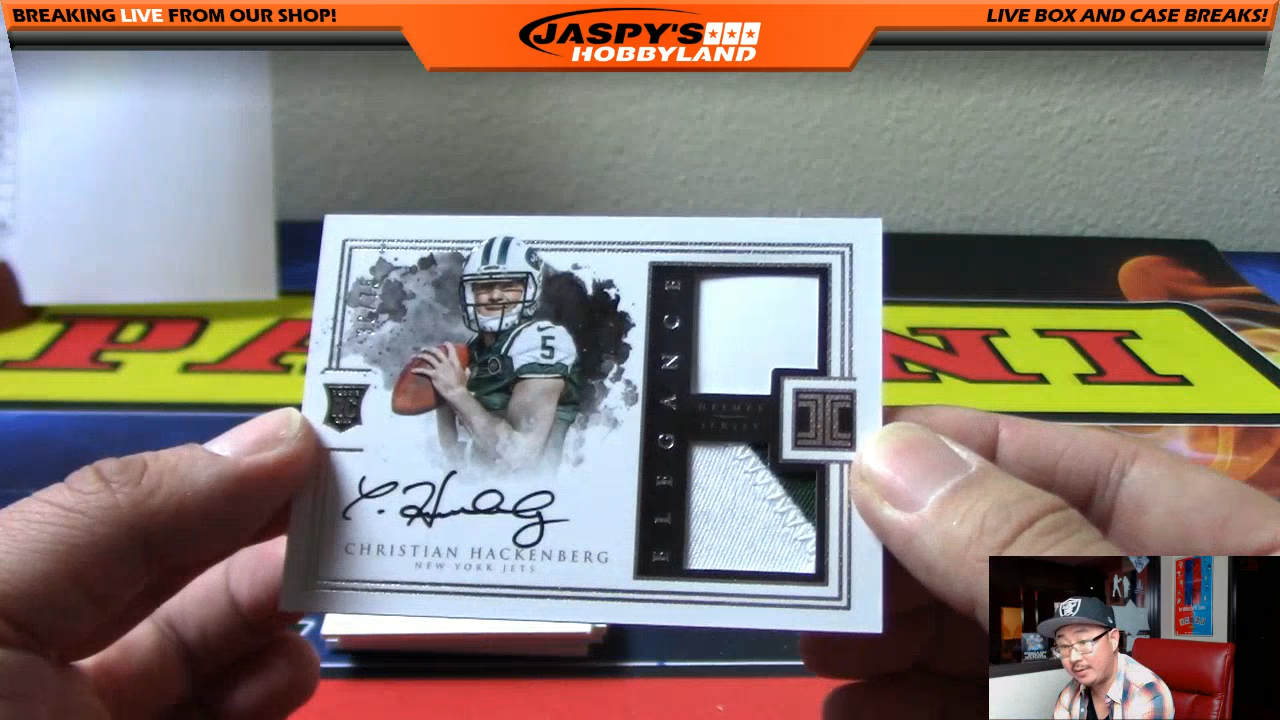 BREAKING LIVE FROM OUR SHOP!
JASPY'S
HOBBYLAND
LIVE BOX AND CASE BREAKS!
PANINI
5
ELEGANCE
HELMET
JERSEY
CHRISTIAN HACKENBERG
NEW YORK JETS